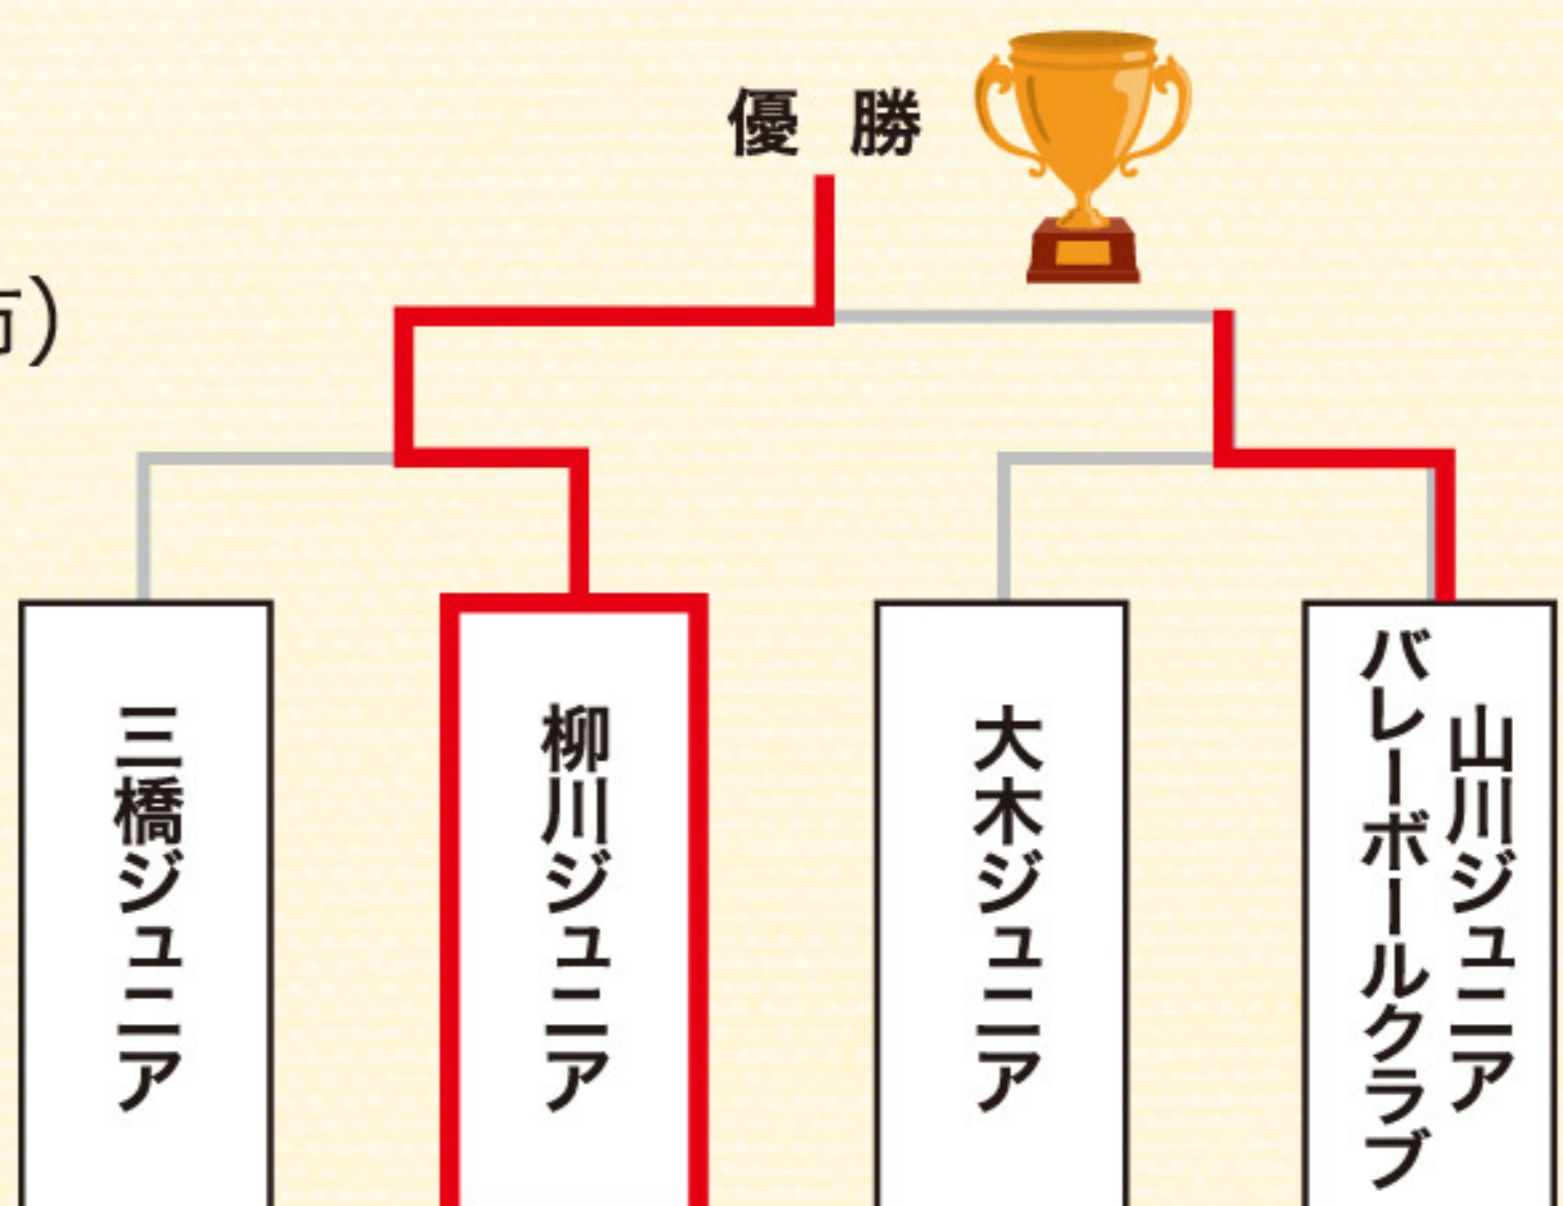 優勝
市）
三橋ジュニア
柳川ジュニア
大木ジュニア
山川ジュニア
バレーボールクラブ